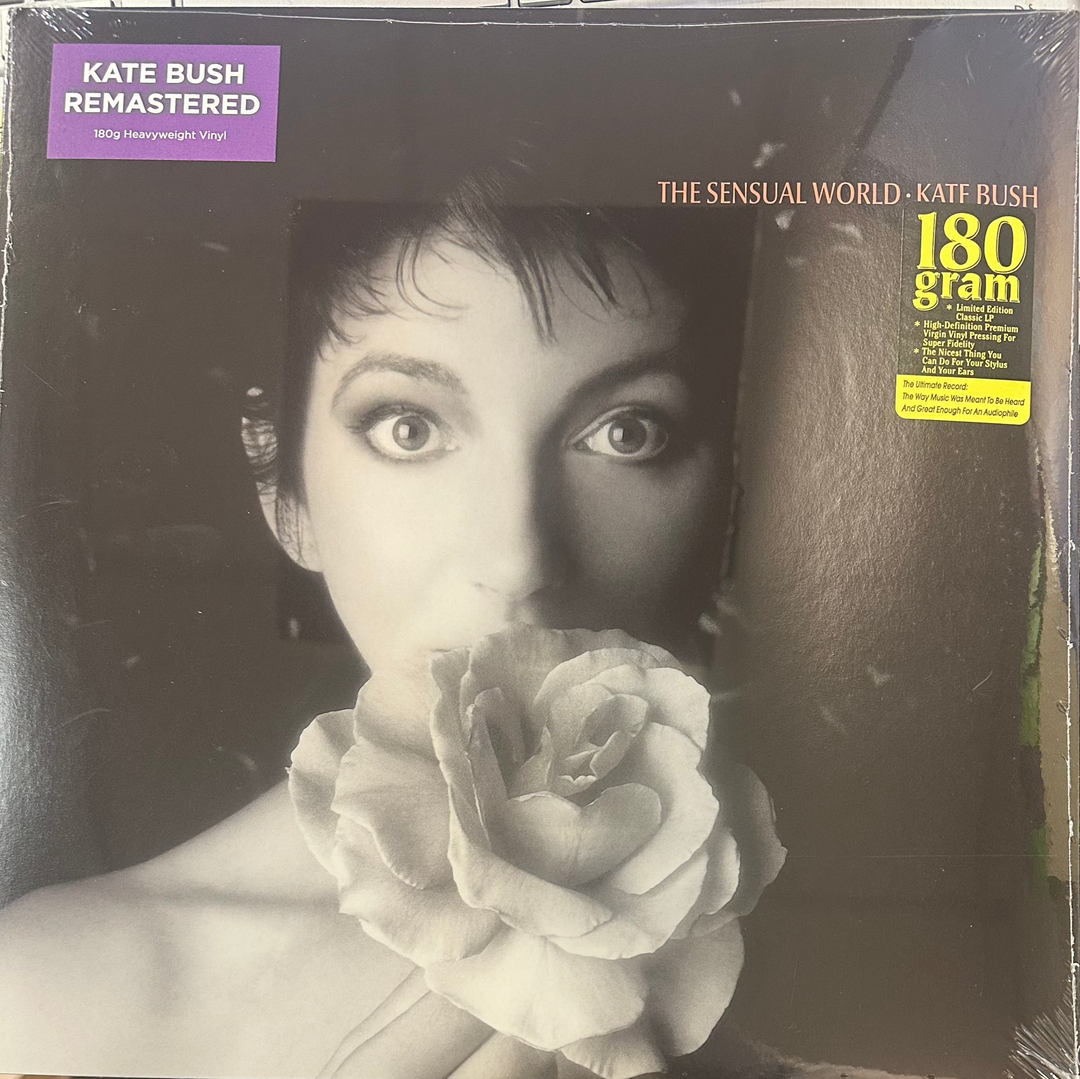 KATE BUSH
REMASTERED
180g Heavyweight Vinyl
THE SENSUAL WORLD · KATE BUSH
180
gram
* Limited Edition
Classic LP
* High-Definition Premium
Virgin Vinyl Pressing For
Super Fidelity
* The Nicest Thing You
Can Do For Your Stylus
And Your Ears
The Ultimate Record:
The Way Music Was Meant To Be Heard
And Great Enough For An Audiophile